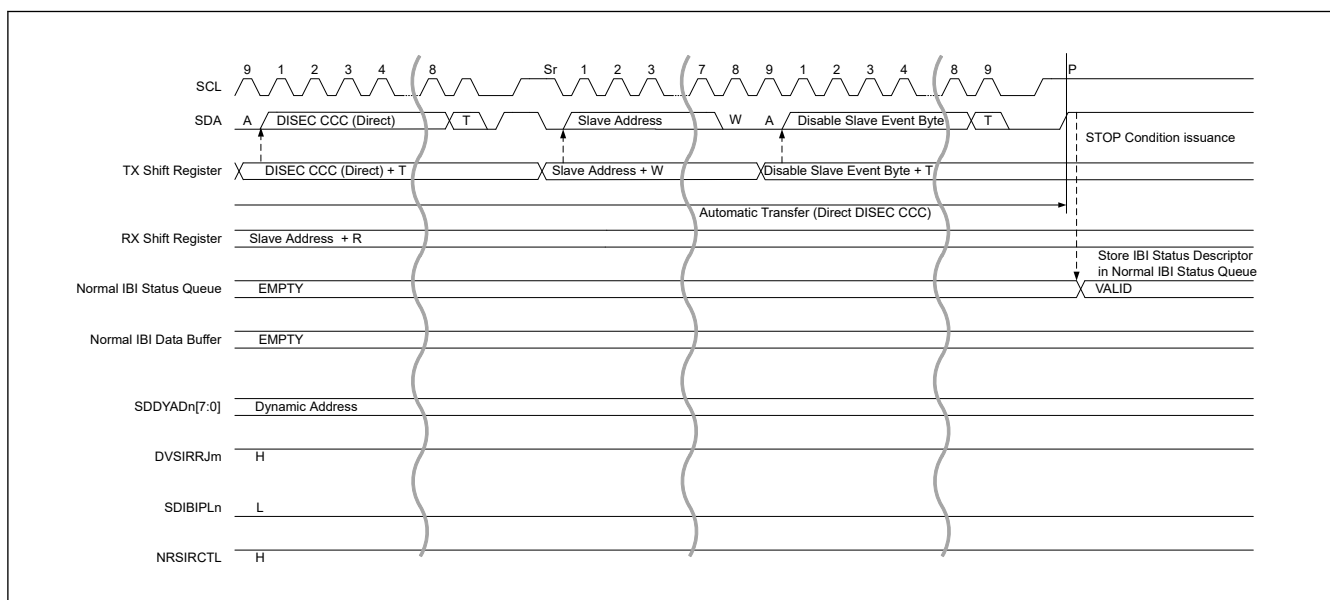 9 1 2 3 4 8 Sr 1 2 3 7 8 9 1 2 3 4 8 9 P
SCL
SDA A DISEC CCC (Direct) T Slave Address W A Disable Slave Event Byte T
STOP Condition issuance
TX Shift Register DISEC CCC (Direct) + T Slave Address + W Disable Slave Event Byte + T
Automatic Transfer (Direct DISEC CCC)
RX Shift Register Slave Address + R
Store IBI Status Descriptor
in Normal IBI Status Queue
Normal IBI Status Queue EMPTY VALID
Normal IBI Data Buffer EMPTY
SDDYADn[7:0] Dynamic Address
DVSIRRJm H
SDIBIPLn L
NRSIRCTL H